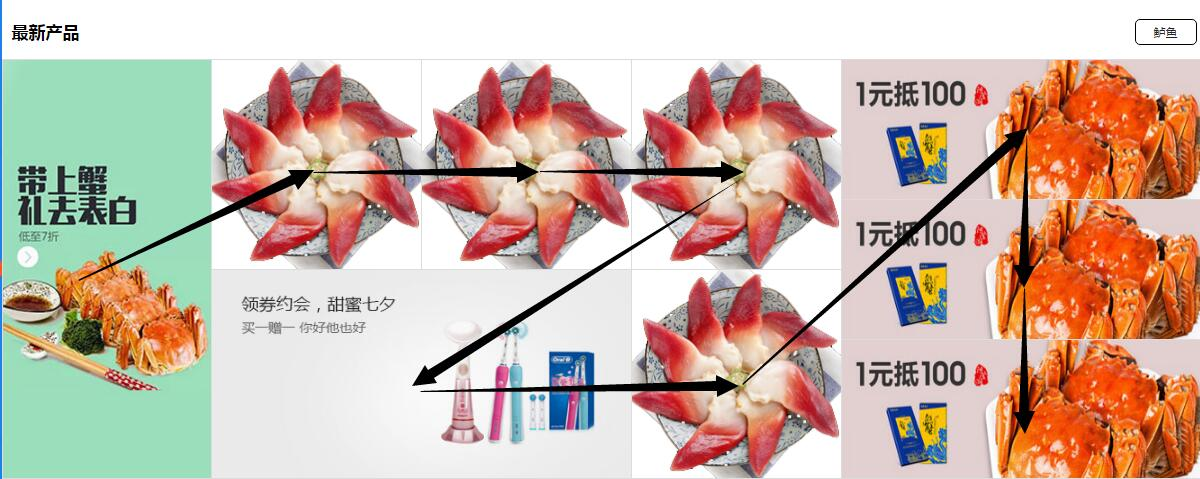 最新产品
鲈鱼
带上蟹
礼去表白
低至7折
领券约会，甜蜜七夕
买一赠一 你好他也好
Oral-B
1元抵100
1元抵100
1元抵100